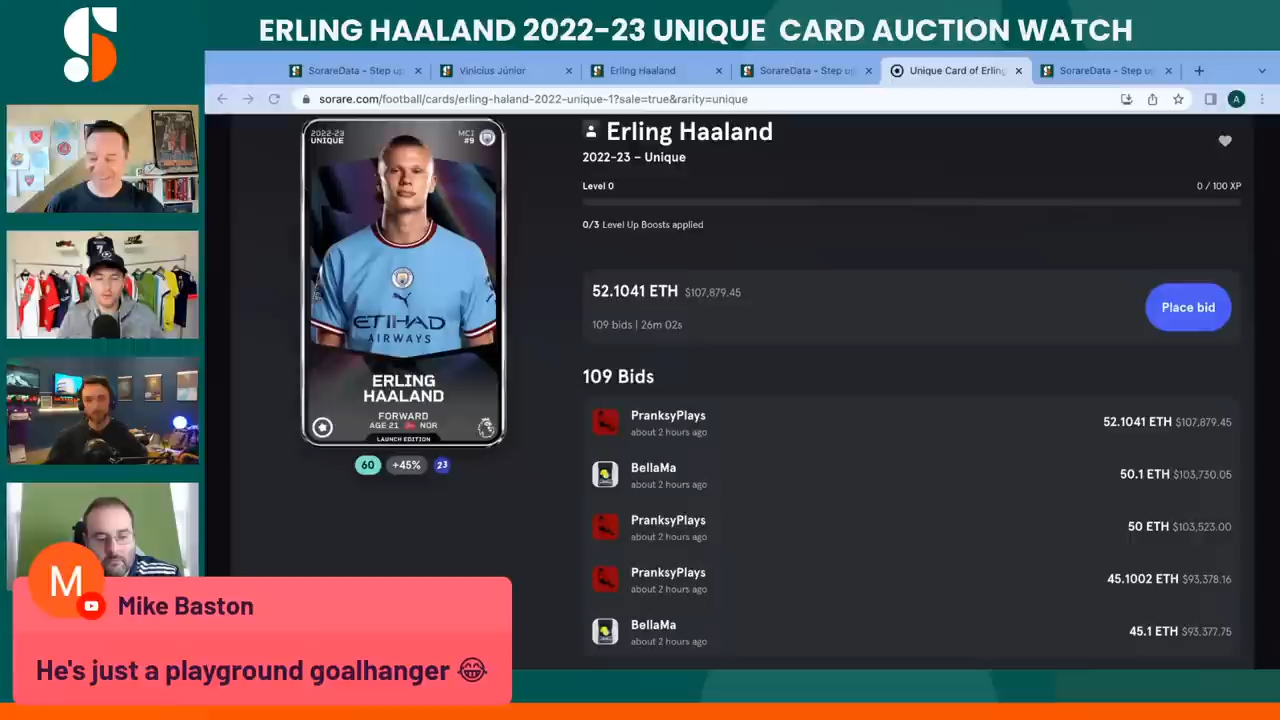 ERLING HAALAND 2022-23 UNIQUE CARD AUCTION WATCH
SorareData - Step up
Vinicius Júnior
Erling Haaland
SorareData - Step up
Unique Card of Erling
SorareData - Step up
sorare.com/football/cards/erling-haland-2022-unique-1?sale=true&rarity=unique
A
2022-23
UNIQUE
MCI
#9
ETIHAD
AIRWAYS
ERLING
HAALAND
FORWARD
AGE 21 NOR
LAUNCH EDITION
60
+45%
23
Erling Haaland
2022-23 – Unique
Level 0
0 / 100 XP
0/3 Level Up Boosts applied
52.1041 ETH $107,879.45
109 bids | 26m 02s
Place bid
109 Bids
PranksyPlays
about 2 hours ago
52.1041 ETH $107,879.45
BellaMa
about 2 hours ago
50.1 ETH $103,730.05
PranksyPlays
about 2 hours ago
50 ETH $103,523.00
PranksyPlays
about 2 hours ago
45.1002 ETH $93,378.16
BellaMa
about 2 hours ago
45.1 ETH $93,377.75
M
Mike Baston
He's just a playground goalhanger 😂